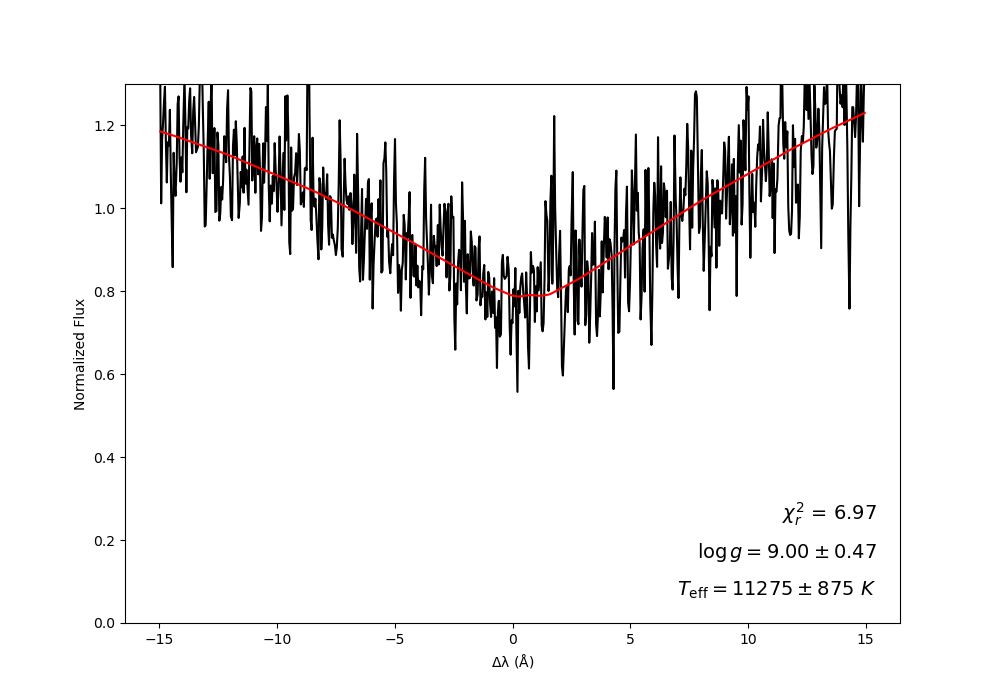 1.2
1.0
0.8
0.6
0.4
0.2
0.0
Normalized Flux
χ²ᵣ = 6.97
log g = 9.00 ± 0.47
T_eff = 11275 ± 875 K
−15 −10 −5 0 5 10 15
Δλ (Å)